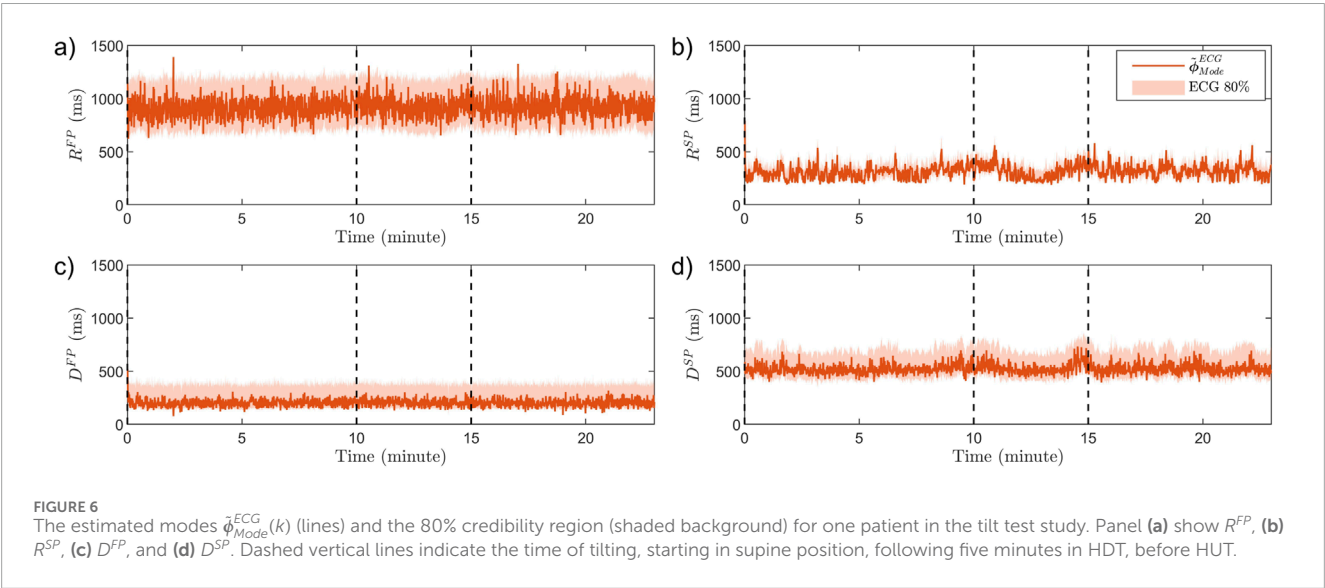 a)
1500
1000
500
0
R^{FP} (ms)
0 5 10 15 20
Time (minute)
b)
1500
1000
500
0
R^{SP} (ms)
0 5 10 15 20
Time (minute)
ϕ̃^{ECG}_{Mode}
ECG 80%
c)
1500
1000
500
0
D^{FP} (ms)
0 5 10 15 20
Time (minute)
d)
1500
1000
500
0
D^{SP} (ms)
0 5 10 15 20
Time (minute)
FIGURE 6
The estimated modes ϕ̃^{ECG}_{Mode}(k) (lines) and the 80% credibility region (shaded background) for one patient in the tilt test study. Panel (a) show R^{FP}, (b)
R^{SP}, (c) D^{FP}, and (d) D^{SP}. Dashed vertical lines indicate the time of tilting, starting in supine position, following five minutes in HDT, before HUT.